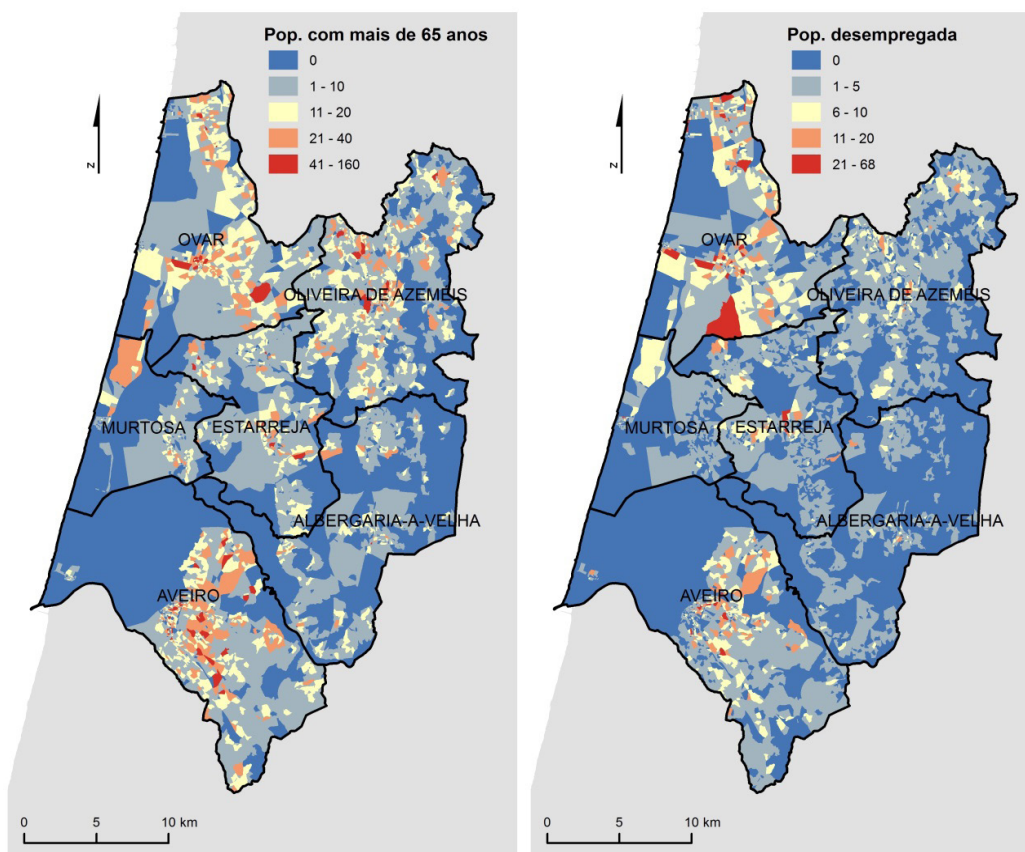 Pop. com mais de 65 anos
0
1 - 10
11 - 20
21 - 40
41 - 160
N
OVAR
OLIVEIRA DE AZEMEIS
MURTOSA
ESTARREJA
ALBERGARIA-A-VELHA
AVEIRO
0 5 10 km
Pop. desempregada
0
1 - 5
6 - 10
11 - 20
21 - 68
N
OVAR
OLIVEIRA DE AZEMEIS
MURTOSA
ESTARREJA
ALBERGARIA-A-VELHA
AVEIRO
0 5 10 km